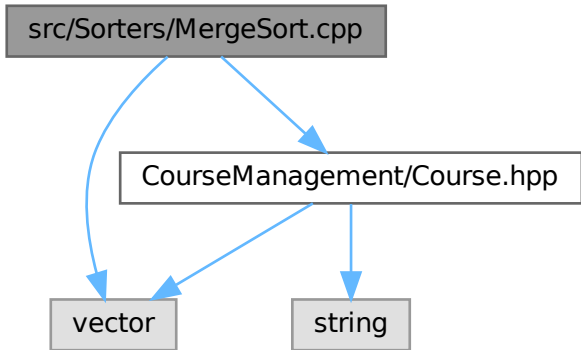 src/Sorters/MergeSort.cpp
CourseManagement/Course.hpp
vector
string